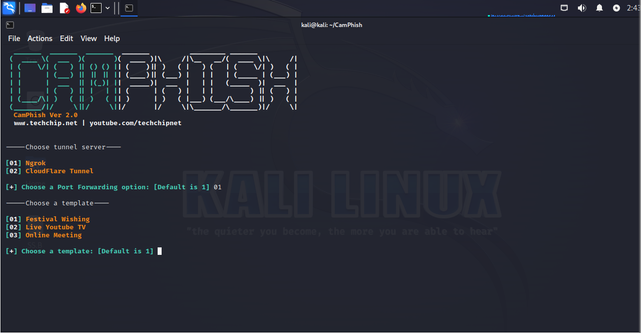 2:43
kali@kali: ~/CamPhish
File Actions Edit View Help
CAMPHISH
CamPhish Ver 2.0
www.techchip.net | youtube.com/techchipnet
-----Choose tunnel server----
[01] Ngrok
[02] CloudFlare Tunnel
[+] Choose a Port Forwarding option: [Default is 1] 01
-----Choose a template----
[01] Festival Wishing
[02] Live Youtube TV
[03] Online Meeting
[+] Choose a template: [Default is 1]
KALI LINUX
"the quieter you become, the more you are able to hear"